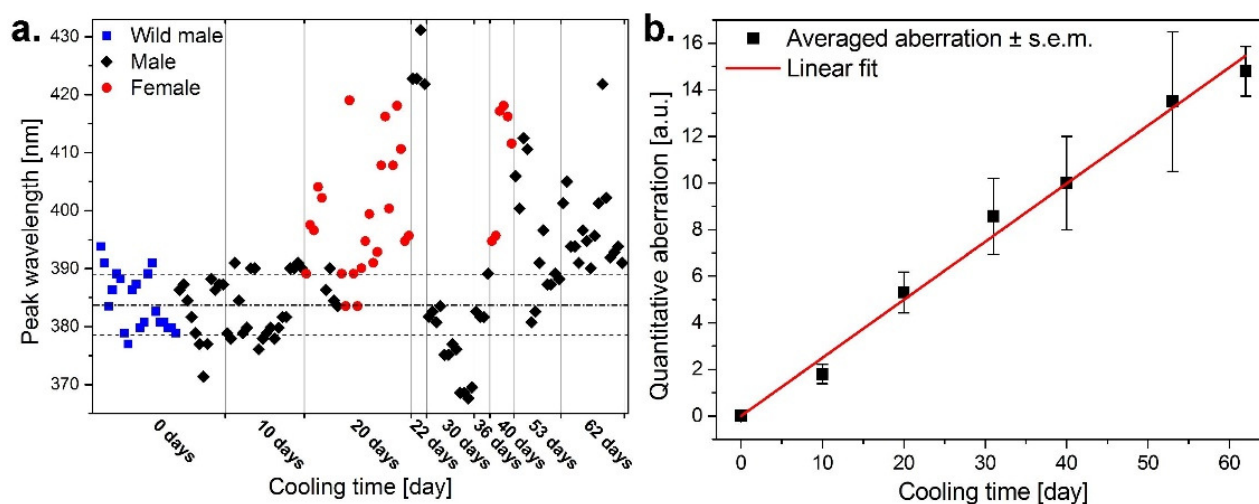 a.
Wild male
Male
Female
430
420
410
400
390
380
370
Peak wavelength [nm]
0 days
10 days
20 days
22 days
30 days
36 days
40 days
53 days
62 days
Cooling time [day]
b.
Averaged aberration ± s.e.m.
Linear fit
16
14
12
10
8
6
4
2
0
Quantitative aberration [a.u.]
0 10 20 30 40 50 60
Cooling time [day]